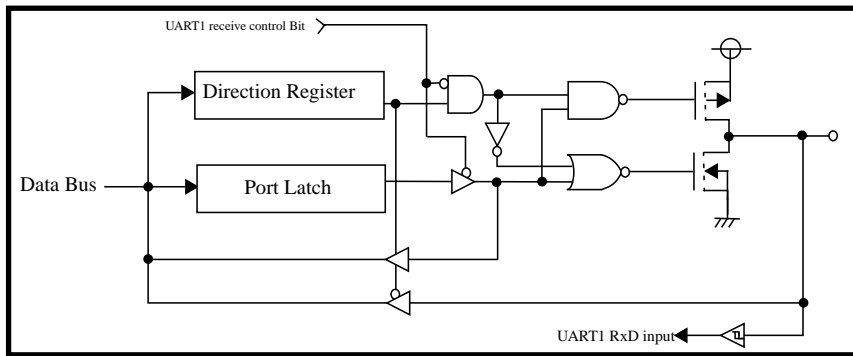 UART1 receive control Bit
Direction Register
Port Latch
Data Bus
UART1 RxD input